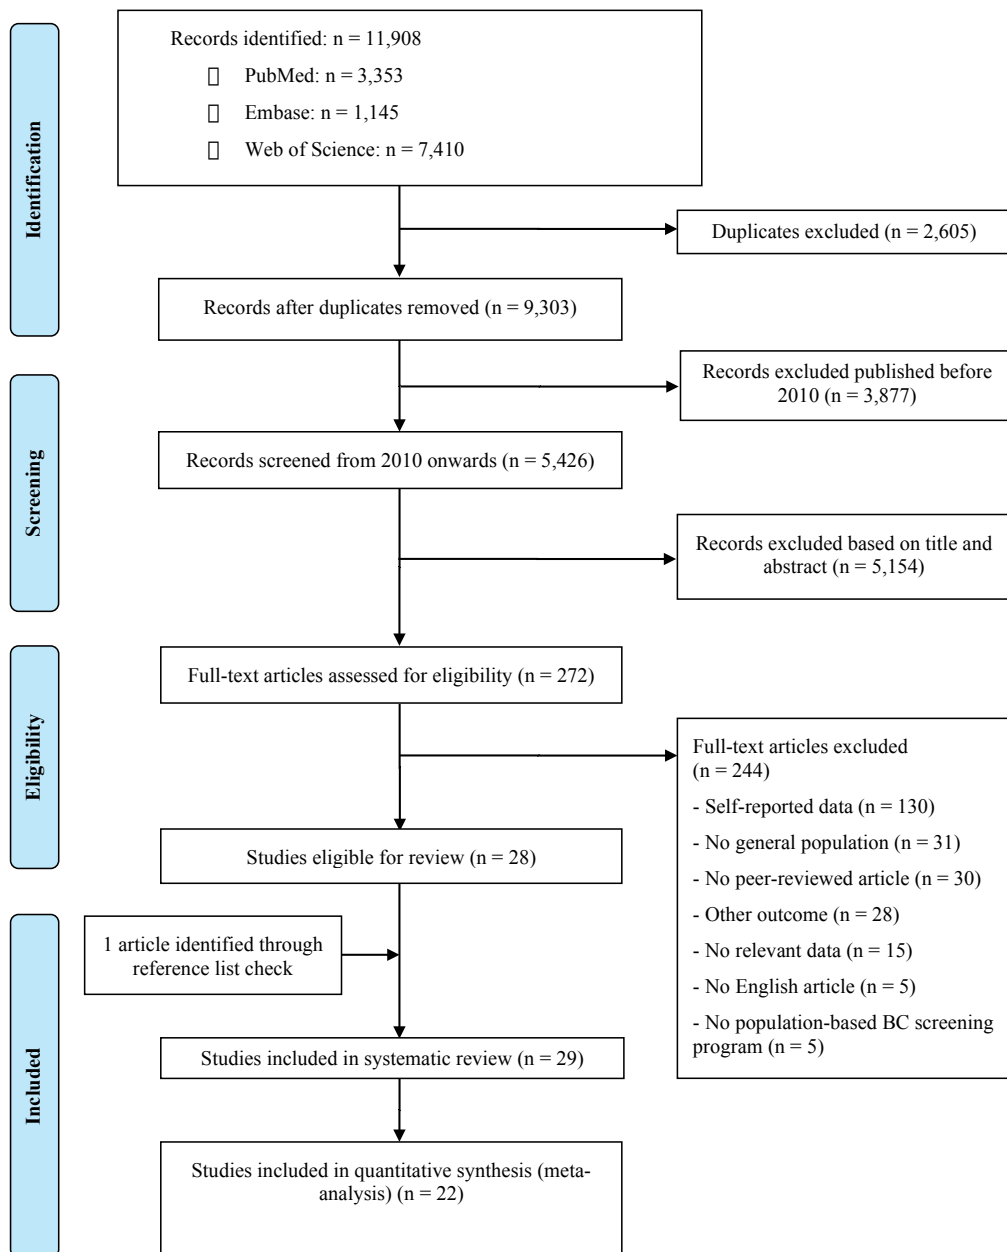 Identification
Records identified: n = 11,908
PubMed: n = 3,353
Embase: n = 1,145
Web of Science: n = 7,410
Duplicates excluded (n = 2,605)
Records after duplicates removed (n = 9,303)
Screening
Records excluded published before
2010 (n = 3,877)
Records screened from 2010 onwards (n = 5,426)
Records excluded based on title and
abstract (n = 5,154)
Eligibility
Full-text articles assessed for eligibility (n = 272)
Full-text articles excluded
(n = 244)
- Self-reported data (n = 130)
- No general population (n = 31)
- No peer-reviewed article (n = 30)
- Other outcome (n = 28)
- No relevant data (n = 15)
- No English article (n = 5)
- No population-based BC screening
program (n = 5)
Studies eligible for review (n = 28)
Included
1 article identified through
reference list check
Studies included in systematic review (n = 29)
Studies included in quantitative synthesis (meta-
analysis) (n = 22)